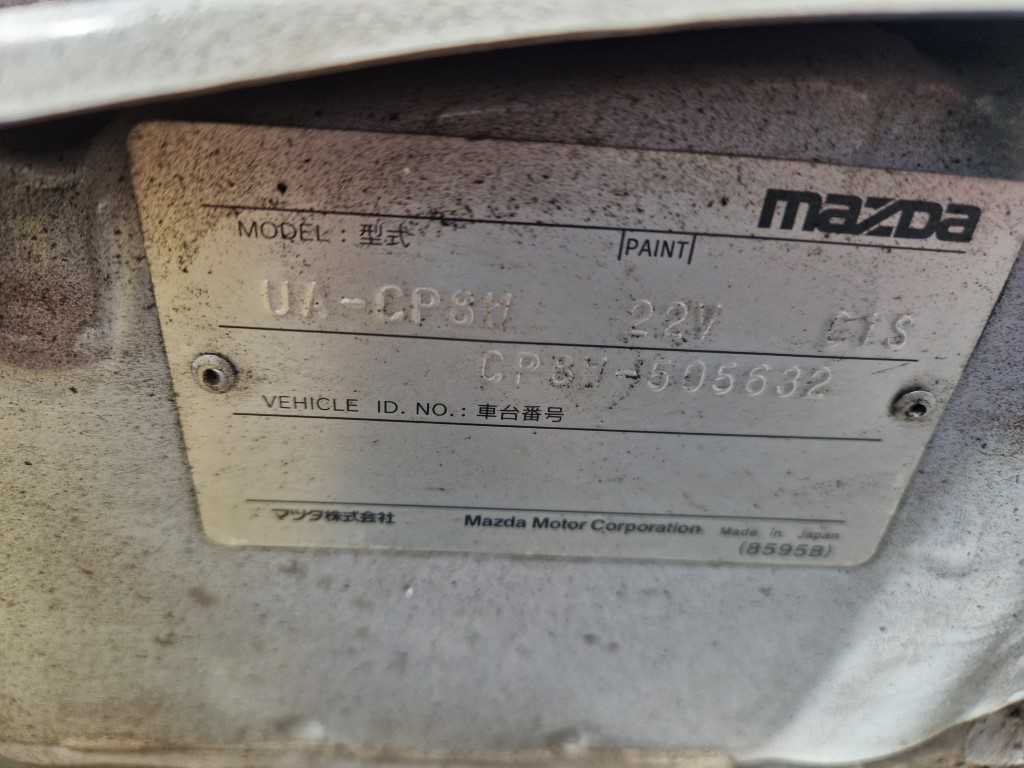 mazda
MODEL : 型式 PAINT
UA-CP8W 22V C1S
CP8W-505632
VEHICLE ID. NO. : 車台番号
マツダ株式会社 Mazda Motor Corporation Made in Japan
(8595B)